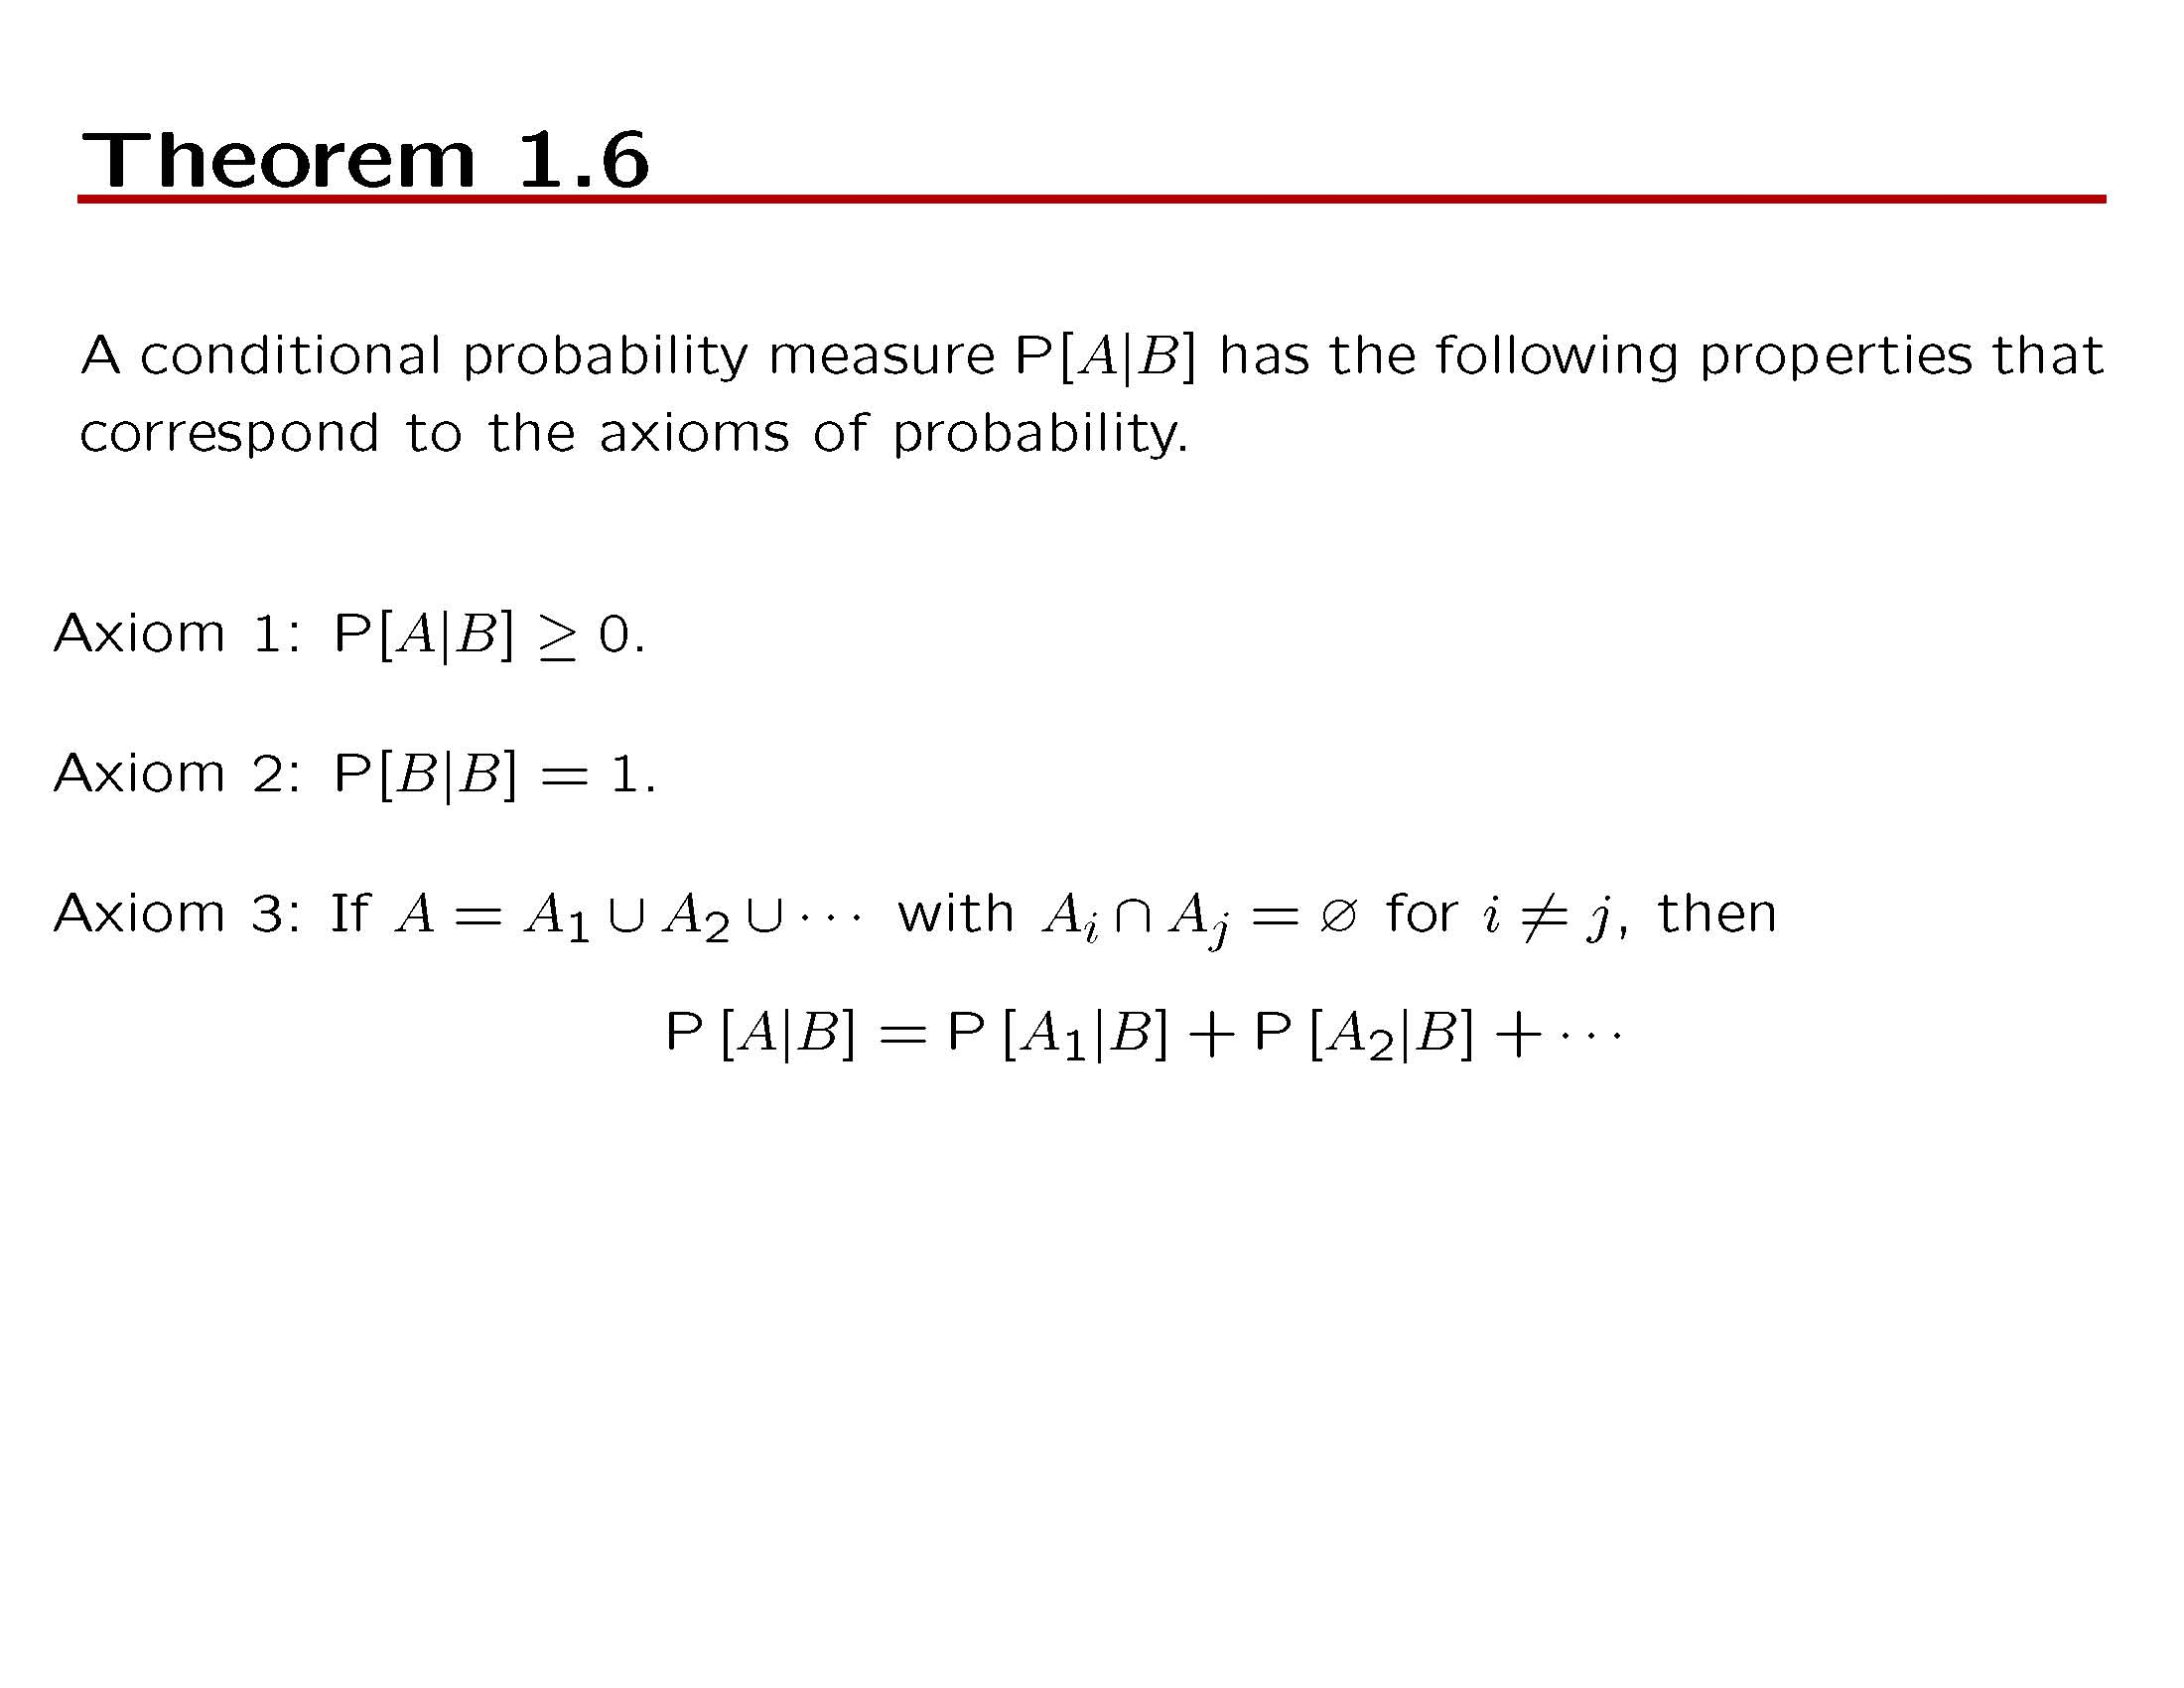 Theorem 1.6
A conditional probability measure P[A|B] has the following properties that
correspond to the axioms of probability.
Axiom 1: P[A|B] ≥ 0.
Axiom 2: P[B|B] = 1.
Axiom 3: If A = A₁ ∪ A₂ ∪ ··· with Aᵢ ∩ Aⱼ = ∅ for i ≠ j, then
P [A|B] = P [A₁|B] + P [A₂|B] + ···